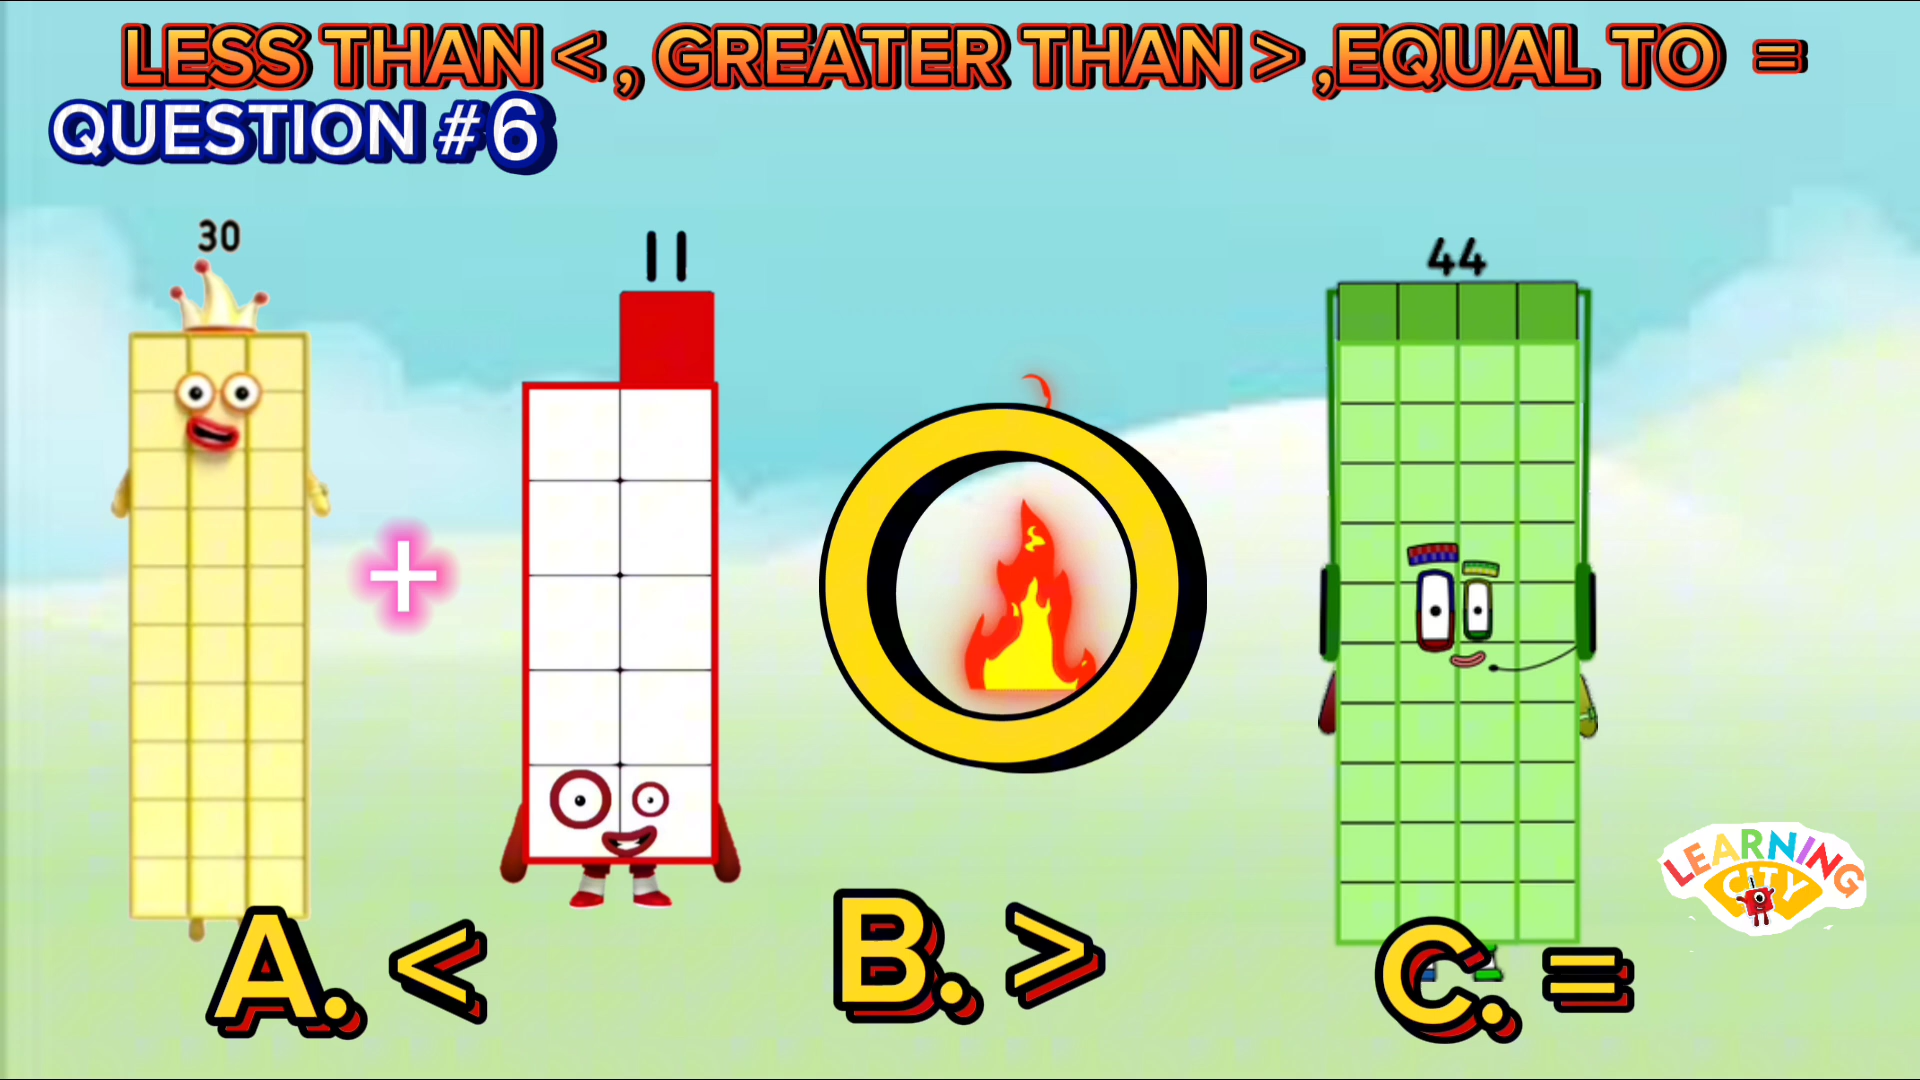 LESS THAN < , GREATER THAN > ,EQUAL TO =
QUESTION #6
30
11
44
+
LEARNING
CITY
A. <
B. >
C. =